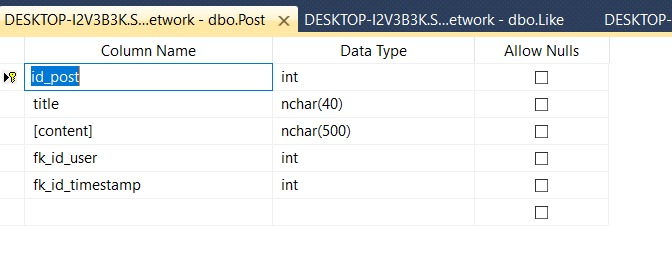 DESKTOP-I2V3B3K.S...etwork - dbo.Post DESKTOP-I2V3B3K.S...etwork - dbo.Like DESKTOP-
Column Name Data Type Allow Nulls
id_post int
title nchar(40)
[content] nchar(500)
fk_id_user int
fk_id_timestamp int